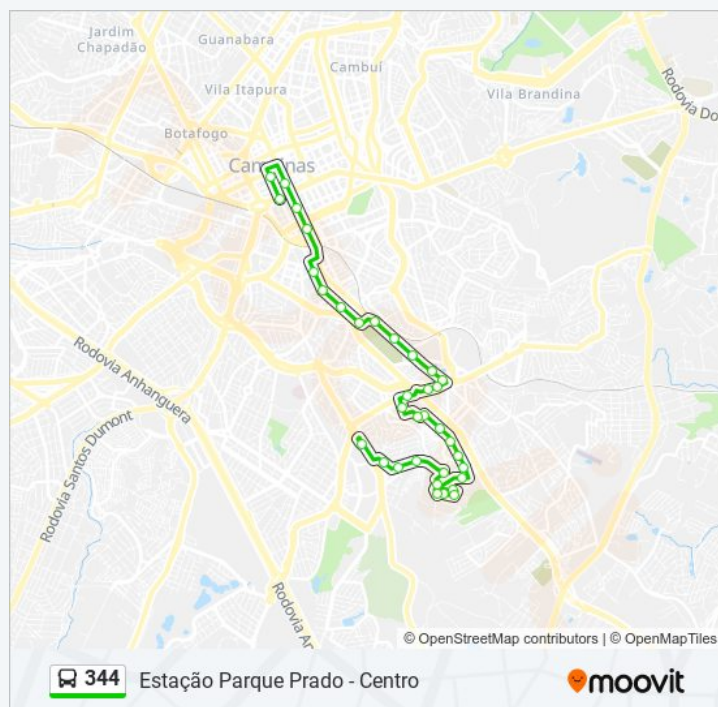 Jardim
Chapadão
Guanabara
Cambuí
Vila Itapura
Vila Brandina
Rodovia Do
Botafogo
Campinas
Rodovia Anhanguera
Rodovia Santos Dumont
Rodovia An
© OpenStreetMap contributors | © OpenMapTiles
344 Estação Parque Prado - Centro
moovit